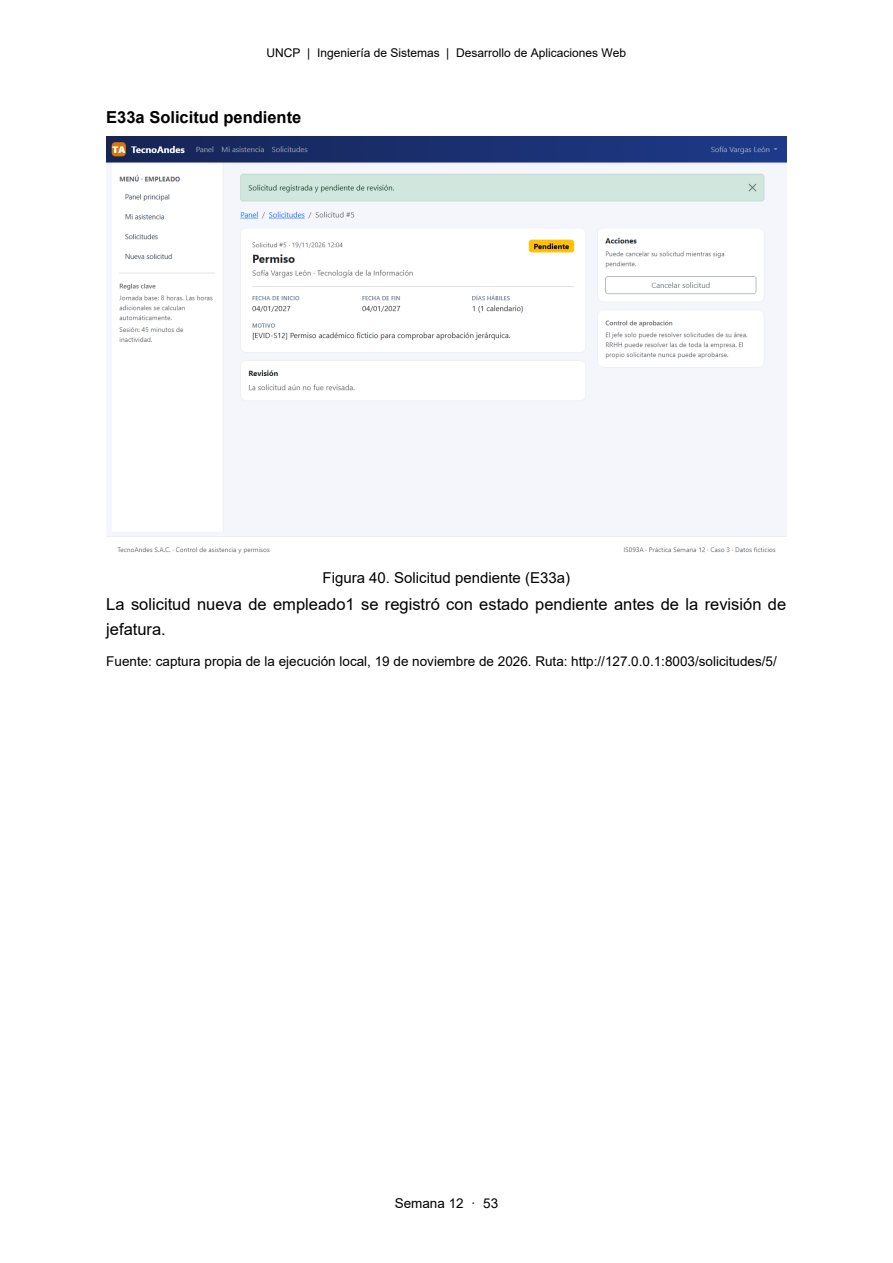 UNCP | Ingeniería de Sistemas | Desarrollo de Aplicaciones Web
E33a Solicitud pendiente
TA TecnoAndes Panel Mi asistencia Solicitudes Sofía Vargas León
MENÚ · EMPLEADO
Panel principal
Mi asistencia
Solicitudes
Nueva solicitud
Reglas clave
Jornada base: 8 horas. Las horas
adicionales se calculan
automáticamente.
Sesión: 45 minutos de
inactividad.
Solicitud registrada y pendiente de revisión.
Panel / Solicitudes / Solicitud #5
Solicitud #5 · 19/11/2026 12:04
Pendiente
Permiso
Sofía Vargas León · Tecnología de la Información
FECHA DE INICIO FECHA DE FIN DÍAS HÁBILES
04/01/2027 04/01/2027 1 (1 calendario)
MOTIVO
[EVID-S12] Permiso académico ficticio para comprobar aprobación jerárquica.
Revisión
La solicitud aún no fue revisada.
Acciones
Puede cancelar su solicitud mientras siga
pendiente.
Cancelar solicitud
Control de aprobación
El jefe solo puede resolver solicitudes de su área.
RRHH puede resolver las de toda la empresa. El
propio solicitante nunca puede aprobarse.
TecnoAndes S.A.C. · Control de asistencia y permisos
IS093A · Práctica Semana 12 · Caso 3 · Datos ficticios
Figura 40. Solicitud pendiente (E33a)
La solicitud nueva de empleado1 se registró con estado pendiente antes de la revisión de
jefatura.
Fuente: captura propia de la ejecución local, 19 de noviembre de 2026. Ruta: http://127.0.0.1:8003/solicitudes/5/
Semana 12 · 53